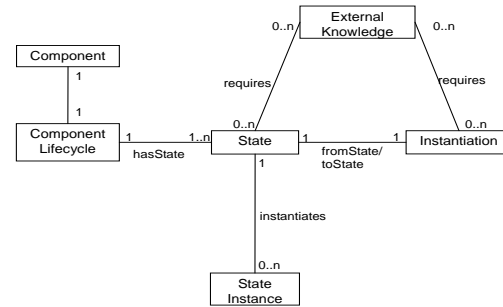 External
Knowledge
0..n
0..n
Component
1
requires
requires
1
0..n
0..n
Component
Lifecycle
1
1..n
State
1
1
Instantiation
hasState
fromState/
toState
1
instantiates
0..n
State
Instance